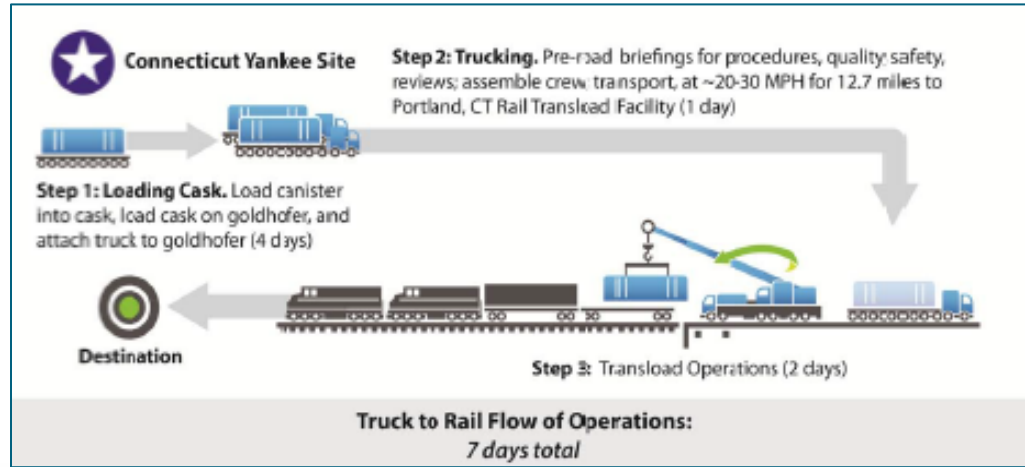 Connecticut Yankee Site
Step 2: Trucking. Pre-road briefings for procedures, quality safety,
reviews; assemble crew; transport, at ~20-30 MPH for 12.7 miles to
Portland, CT Rail Transload Facility (1 day)
Step 1: Loading Cask. Load canister
into cask, load cask on goldhofer, and
attach truck to goldhofer (4 days)
Destination
Step 3: Transload Operations (2 days)
Truck to Rail Flow of Operations:
7 days total